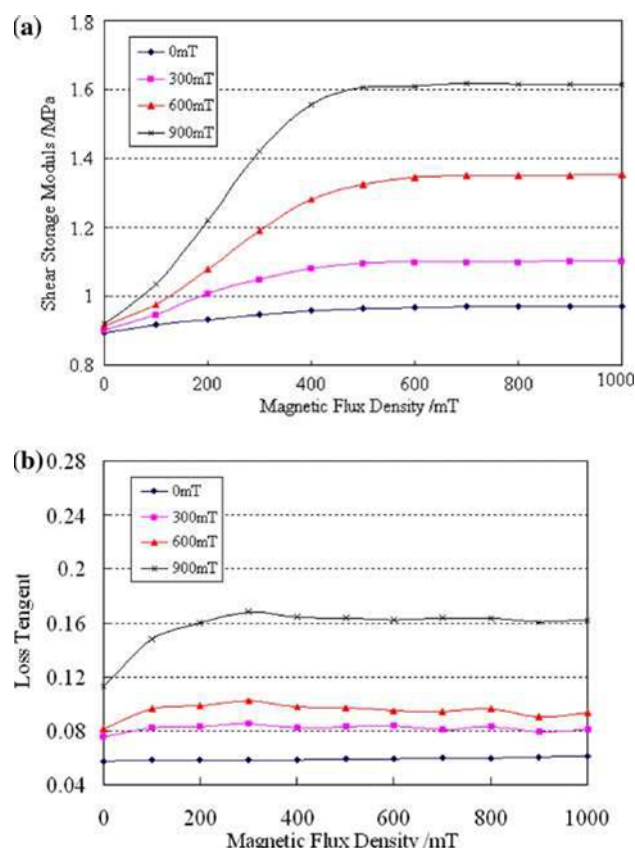 (a)
1.8
1.6
1.4
1.2
1
0.8
Shear Storage Moduls /MPa
0mT
300mT
600mT
900mT
0 200 400 600 800 1000
Magnetic Flux Density /mT
(b)
0.28
0.24
0.2
0.16
0.12
0.08
0.04
Loss Tengent
0mT
300mT
600mT
900mT
0 200 400 600 800 1000
Magnetic Flux Density /mT